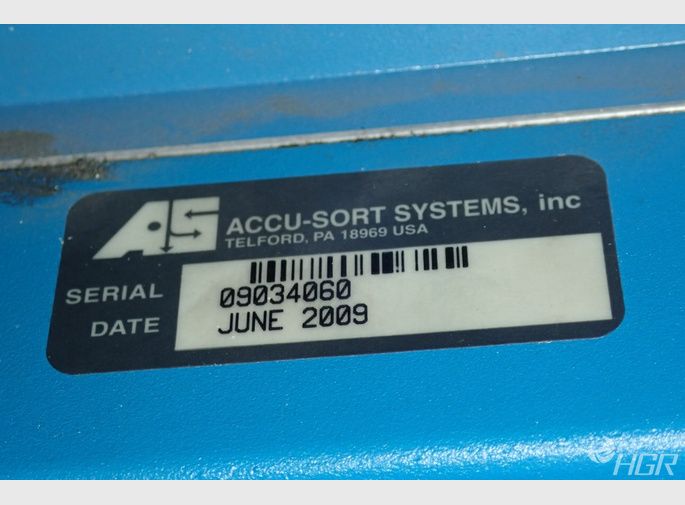 AS ACCU-SORT SYSTEMS, inc
TELFORD, PA 18969 USA
SERIAL 09034060
DATE JUNE 2009
HGR